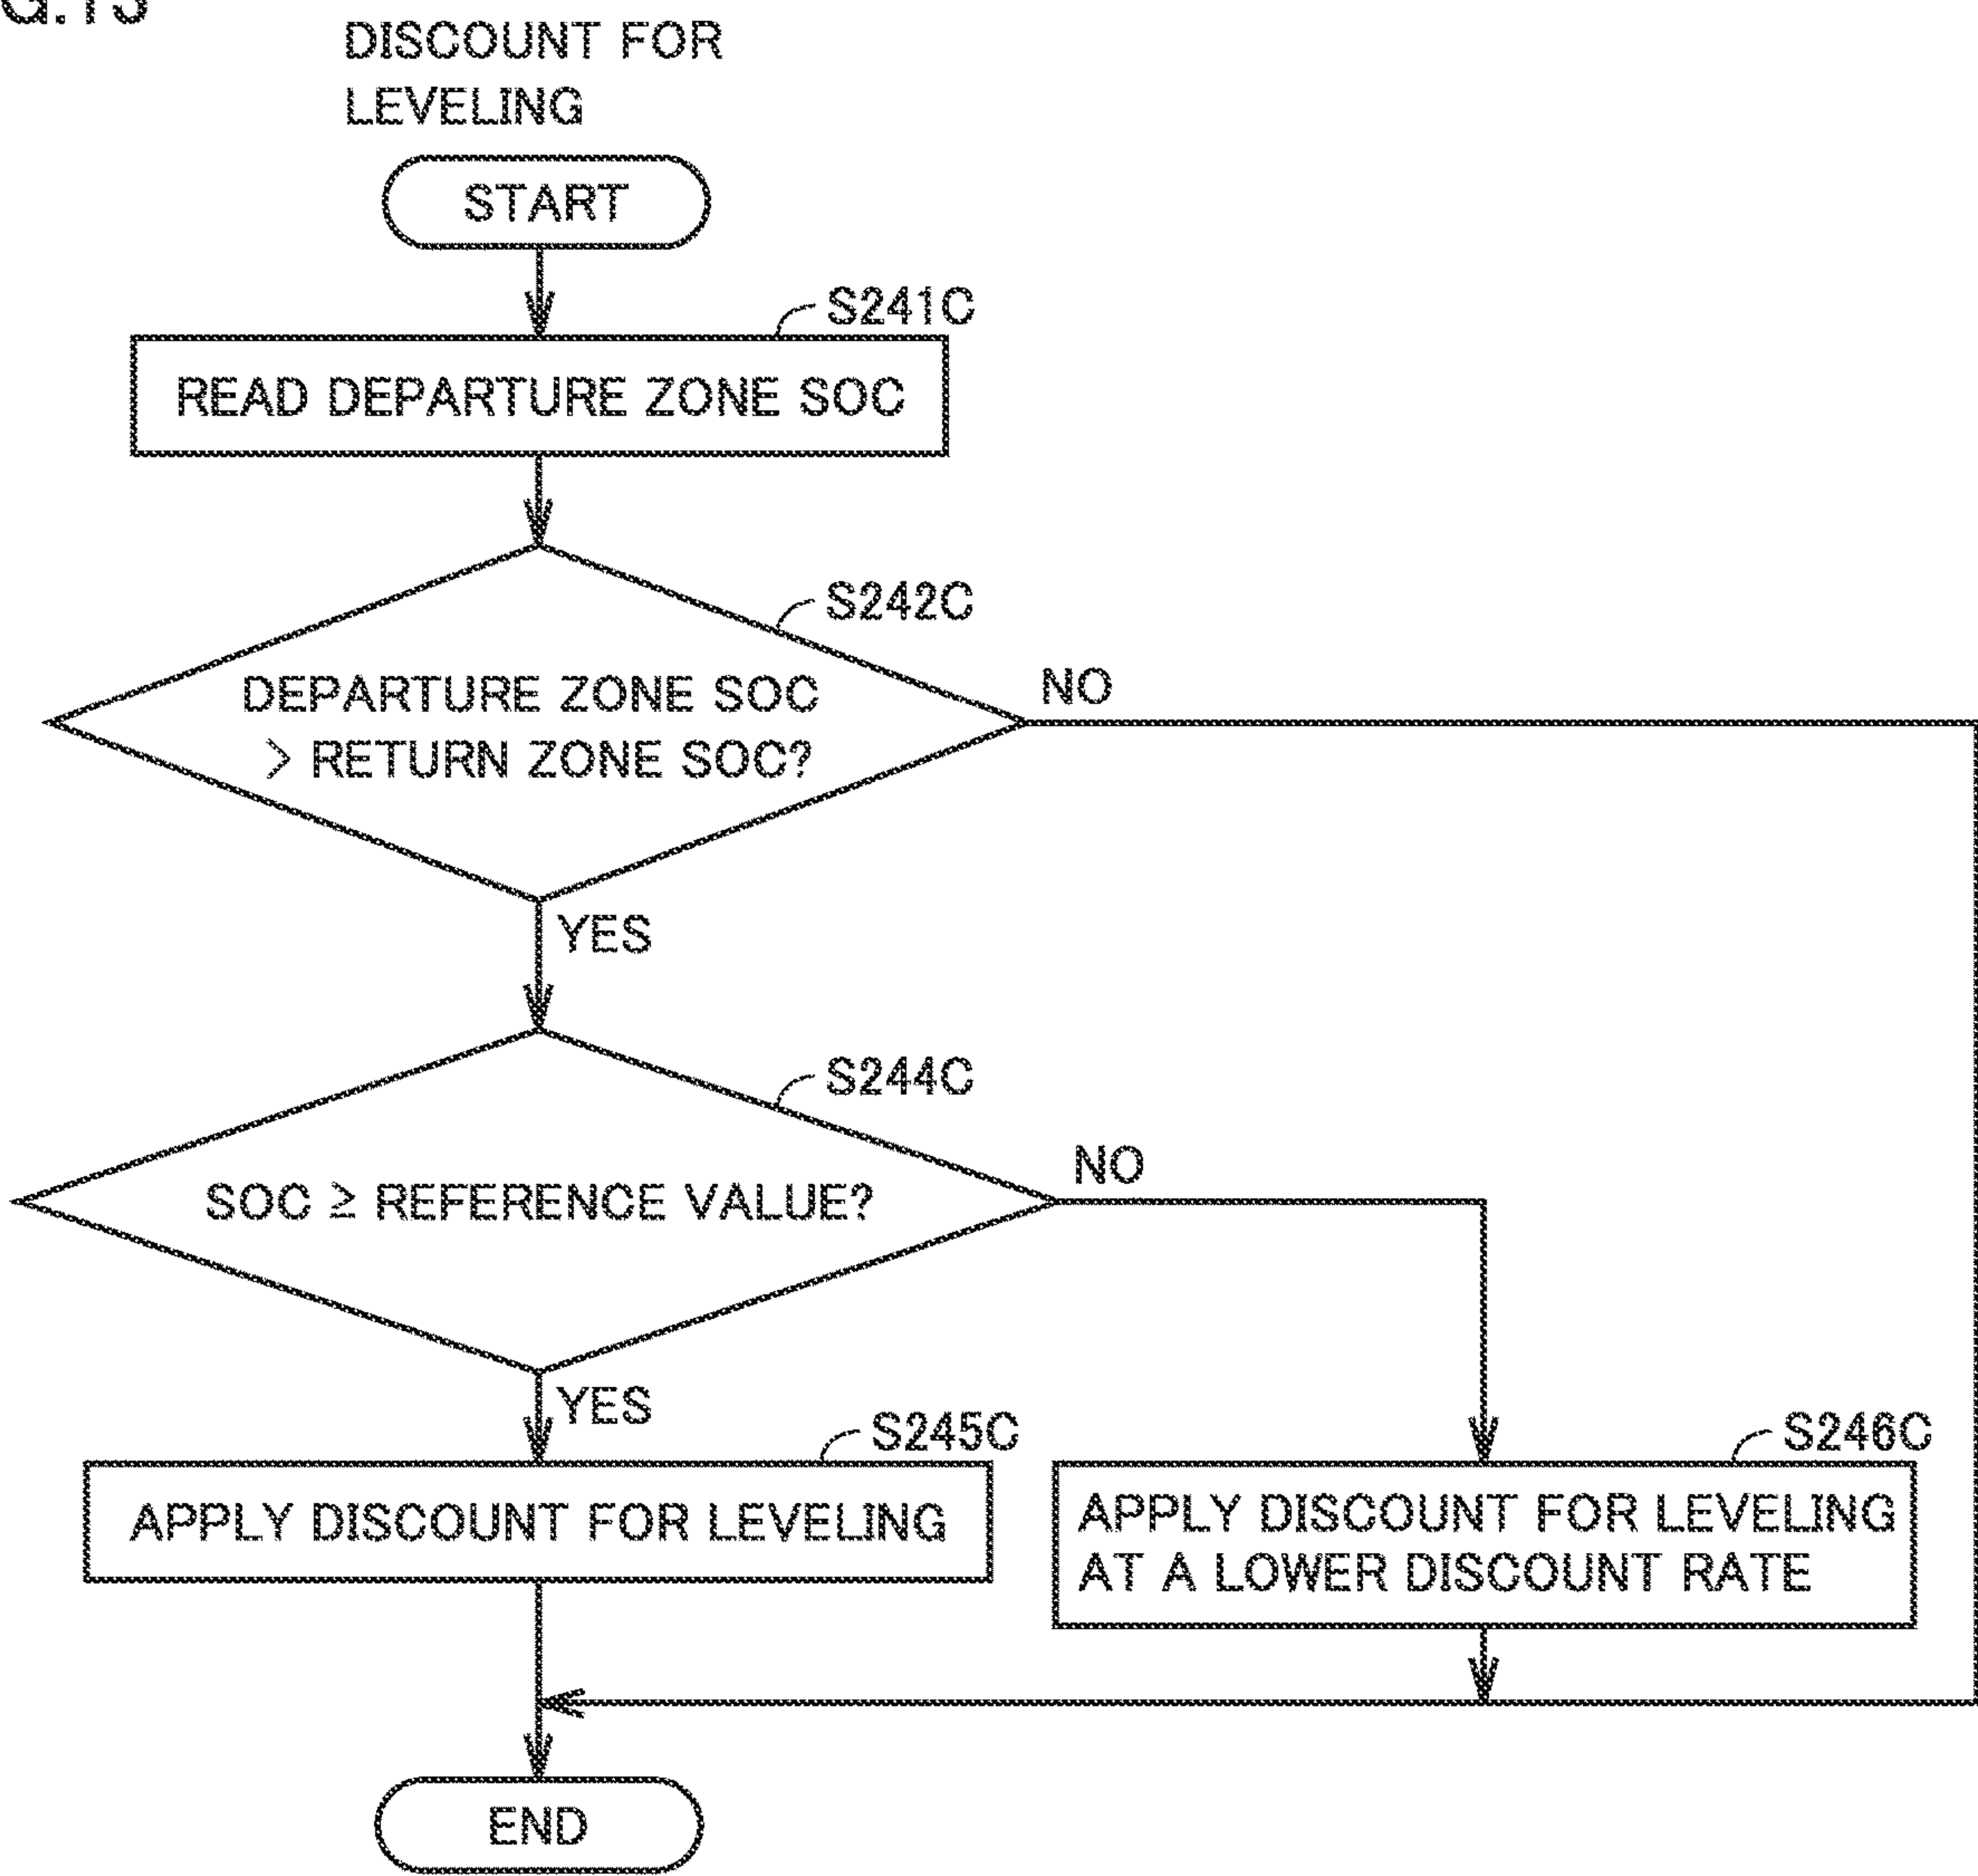 G.13
DISCOUNT FOR
LEVELING
START
S241C
READ DEPARTURE ZONE SOC
S242C
DEPARTURE ZONE SOC
> RETURN ZONE SOC?
NO
YES
S244C
SOC ≥ REFERENCE VALUE?
NO
YES
S245C
APPLY DISCOUNT FOR LEVELING
S246C
APPLY DISCOUNT FOR LEVELING
AT A LOWER DISCOUNT RATE
END